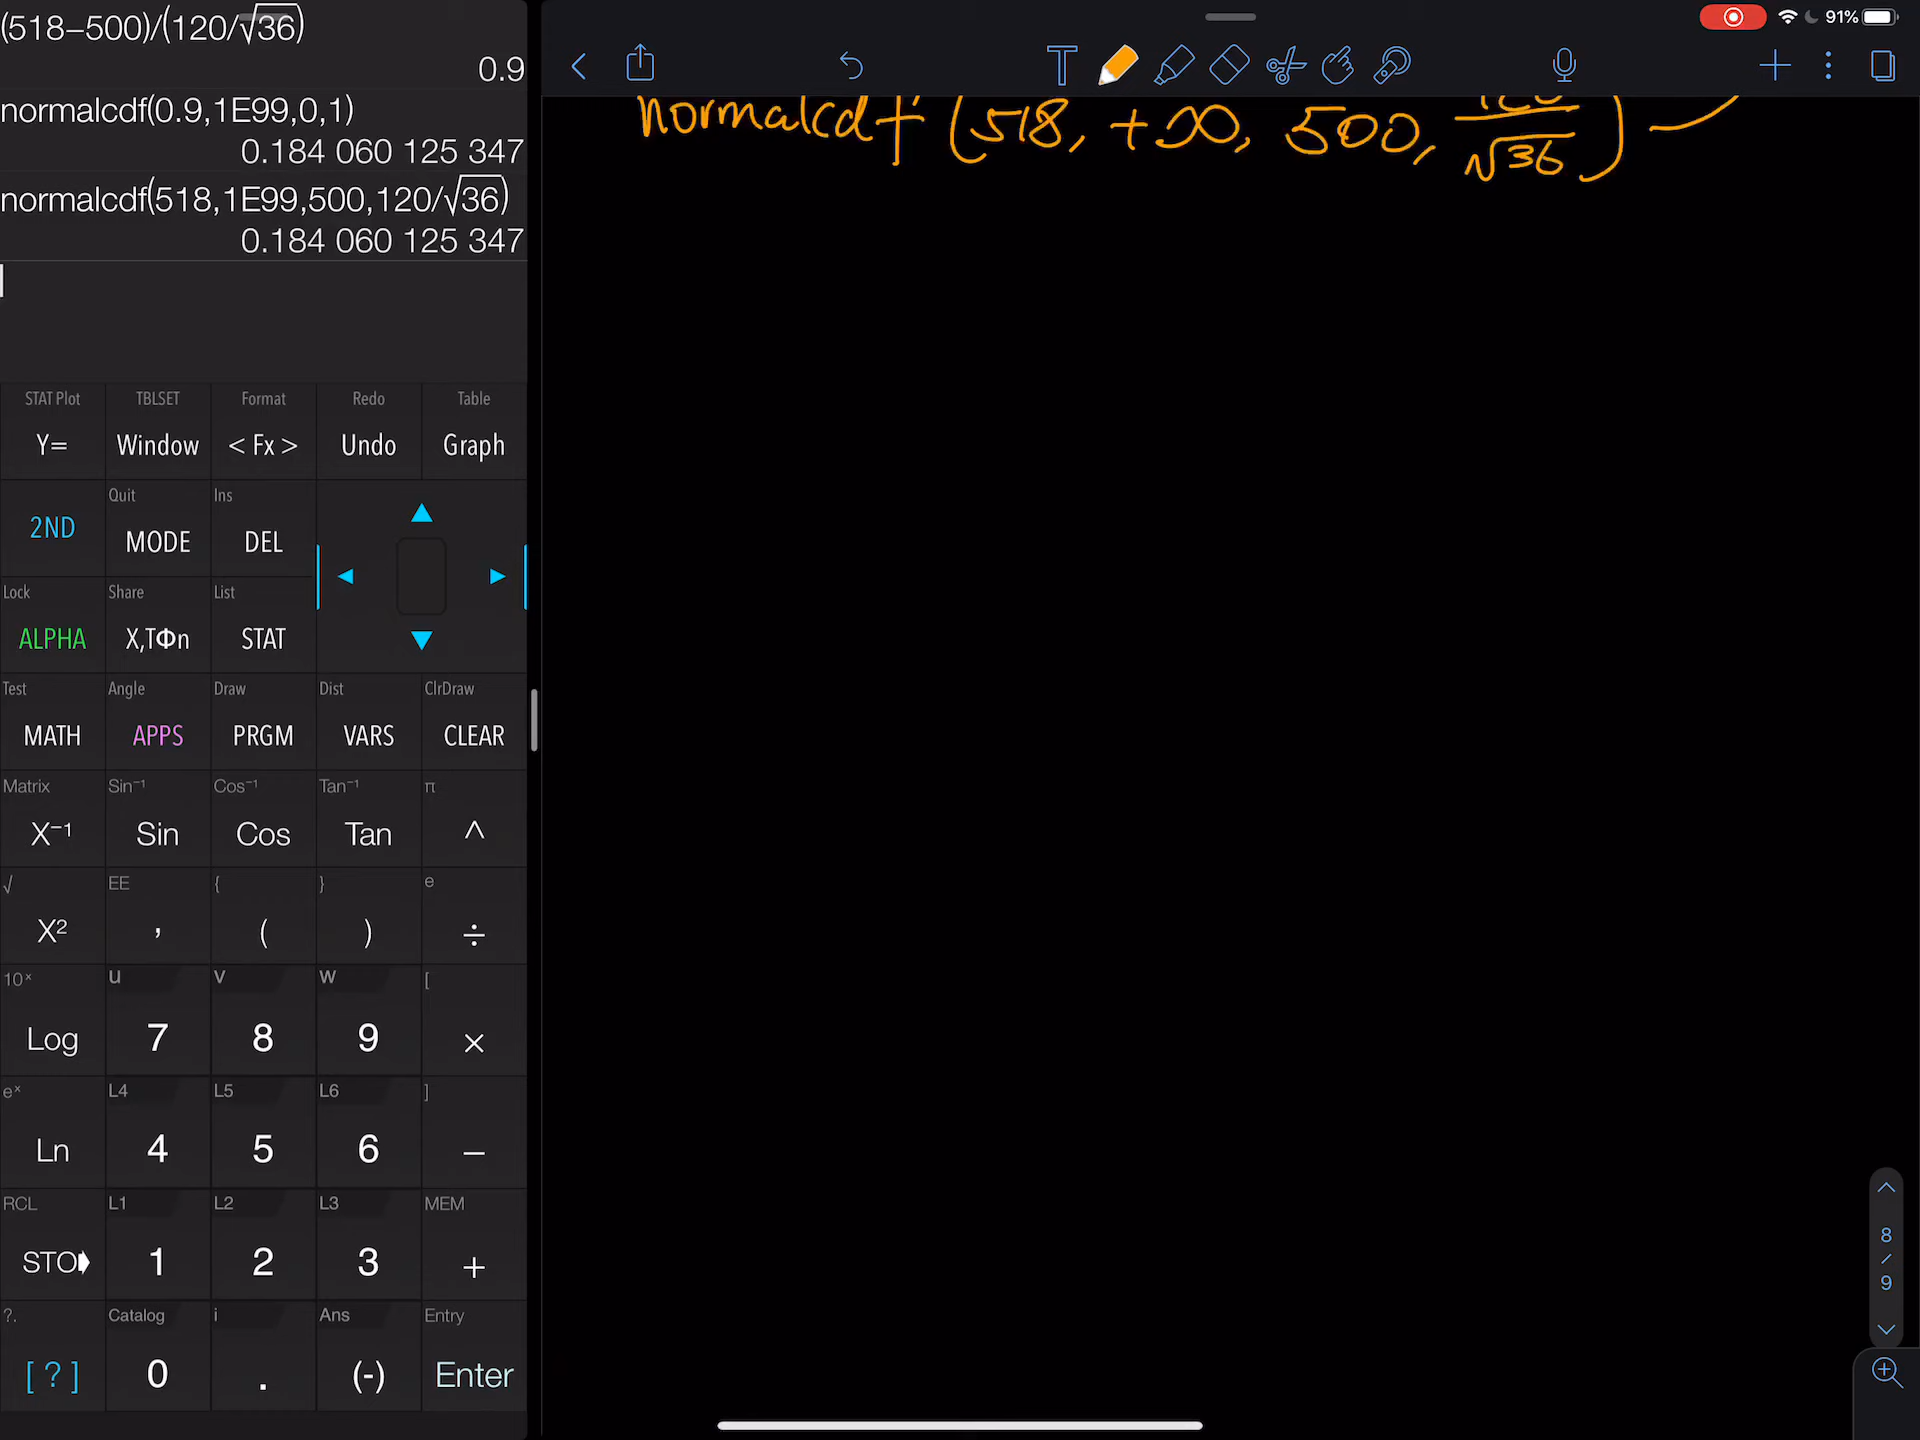 (518−500)/(120/√36)
0.9
normalcdf(0.9,1E99,0,1)
0.184 060 125 347
normalcdf(518,1E99,500,120/√36)
0.184 060 125 347
91%
normalcdf (518, +∞, 500, 120/√36)
STAT Plot TBLSET Format Redo Table
Y= Window < Fx > Undo Graph
Quit Ins
2ND MODE DEL
Lock Share List
ALPHA X,TΦn STAT
Test Angle Draw Dist ClrDraw
MATH APPS PRGM VARS CLEAR
Matrix Sin⁻¹ Cos⁻¹ Tan⁻¹ π
X⁻¹ Sin Cos Tan ^
√ EE { } e
X² , ( ) ÷
10ˣ u v w [
Log 7 8 9 ×
eˣ L4 L5 L6 ]
Ln 4 5 6 −
RCL L1 L2 L3 MEM
STO 1 2 3 +
?. Catalog i Ans Entry
[ ? ] 0 . (-) Enter
8
/
9